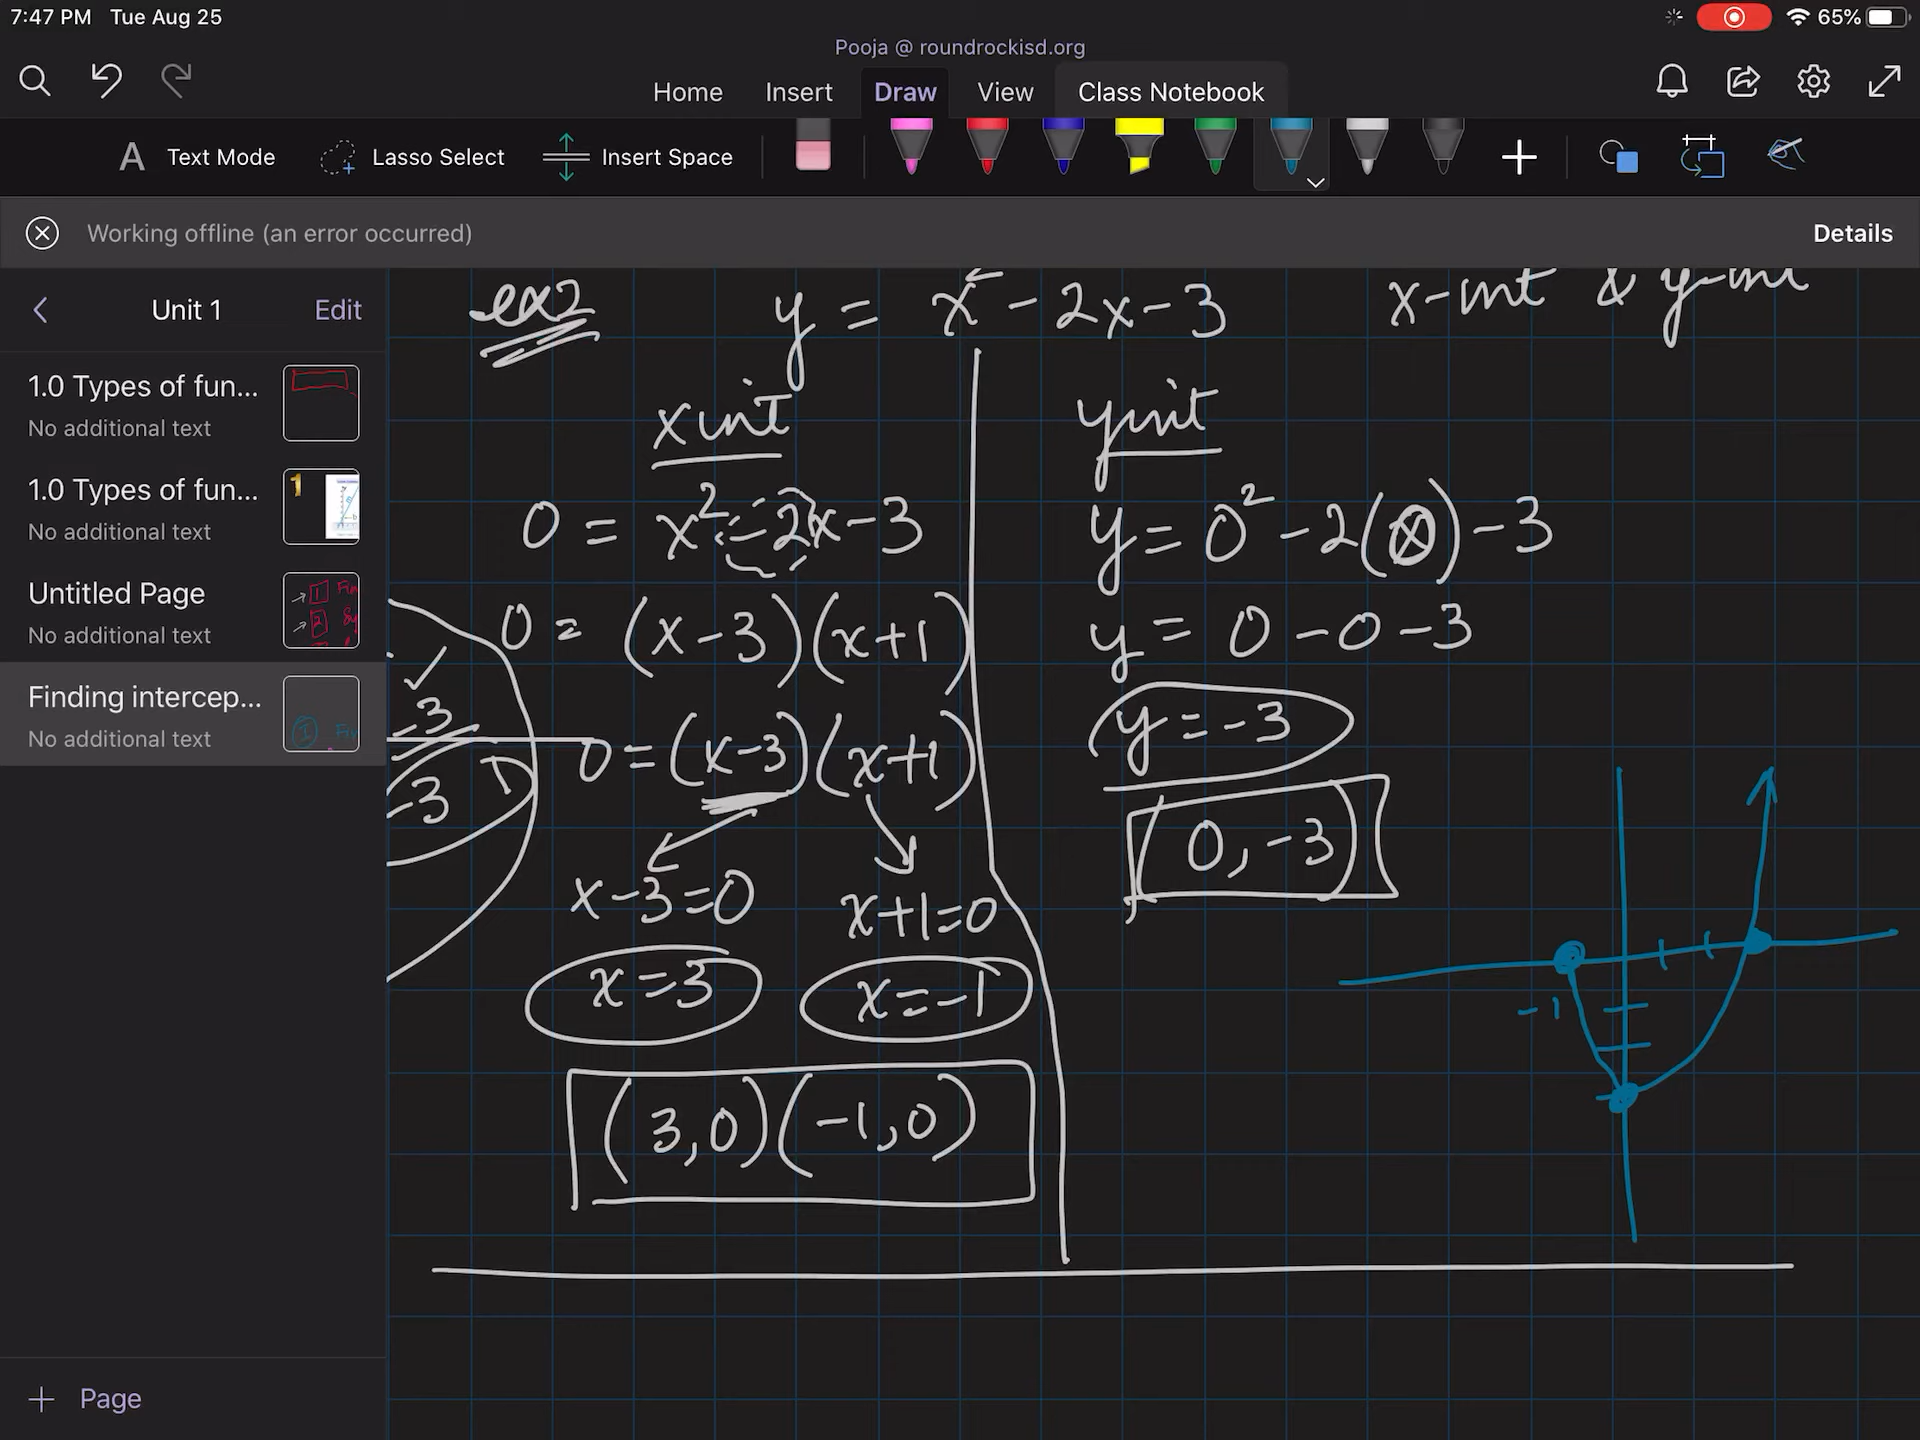 7:47 PM Tue Aug 25
65%
Pooja @ roundrockisd.org
Home Insert Draw View Class Notebook
A Text Mode Lasso Select Insert Space
Working offline (an error occurred) Details
Unit 1 Edit
1.0 Types of fun...
No additional text
1.0 Types of fun...
No additional text
Untitled Page
No additional text
Finding intercep...
No additional text
+ Page
ex2 y = x² - 2x - 3 x-int & y-int
x int
0 = x² - 2x - 3
0 = (x - 3)(x + 1)
0 = (x-3)(x+1)
x - 3 = 0 x+1=0
x = 3 x = -1
(3,0)(-1,0)
y int
y = 0² - 2(0) - 3
y = 0 - 0 - 3
y = -3
(0, -3)
-3
-3 1
-1